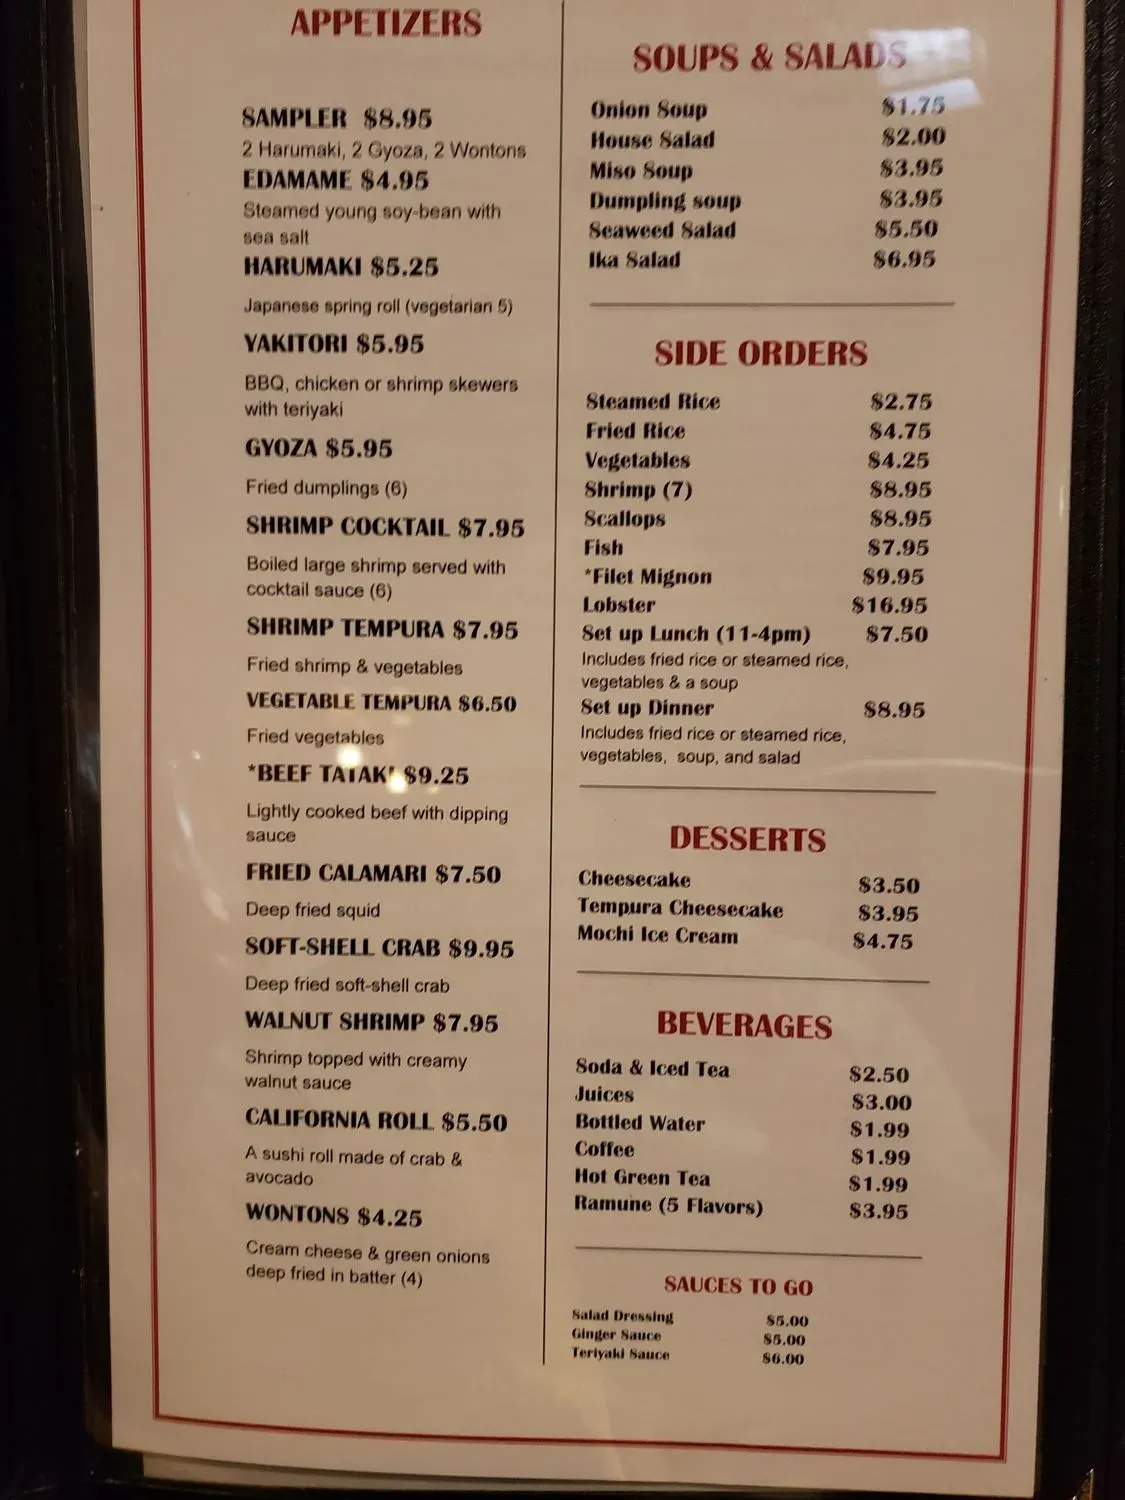 APPETIZERS
SAMPLER $8.95
2 Harumaki, 2 Gyoza, 2 Wontons
EDAMAME $4.95
Steamed young soy-bean with
sea salt
HARUMAKI $5.25
Japanese spring roll (vegetarian 5)
YAKITORI $5.95
BBQ, chicken or shrimp skewers
with teriyaki
GYOZA $5.95
Fried dumplings (6)
SHRIMP COCKTAIL $7.95
Boiled large shrimp served with
cocktail sauce (6)
SHRIMP TEMPURA $7.95
Fried shrimp & vegetables
VEGETABLE TEMPURA $6.50
Fried vegetables
*BEEF TATAKI $9.25
Lightly cooked beef with dipping
sauce
FRIED CALAMARI $7.50
Deep fried squid
SOFT-SHELL CRAB $9.95
Deep fried soft-shell crab
WALNUT SHRIMP $7.95
Shrimp topped with creamy
walnut sauce
CALIFORNIA ROLL $5.50
A sushi roll made of crab &
avocado
WONTONS $4.25
Cream cheese & green onions
deep fried in batter (4)
SOUPS & SALADS
Onion Soup $1.75
House Salad $2.00
Miso Soup $3.95
Dumpling soup $3.95
Seaweed Salad $5.50
Ika Salad $6.95
SIDE ORDERS
Steamed Rice $2.75
Fried Rice $4.75
Vegetables $4.25
Shrimp (7) $8.95
Scallops $8.95
Fish $7.95
*Filet Mignon $9.95
Lobster $16.95
Set up Lunch (11-4pm) $7.50
Includes fried rice or steamed rice,
vegetables & a soup
Set up Dinner $8.95
Includes fried rice or steamed rice,
vegetables, soup, and salad
DESSERTS
Cheesecake $3.50
Tempura Cheesecake $3.95
Mochi Ice Cream $4.75
BEVERAGES
Soda & Iced Tea $2.50
Juices $3.00
Bottled Water $1.99
Coffee $1.99
Hot Green Tea $1.99
Ramune (5 Flavors) $3.95
SAUCES TO GO
Salad Dressing $5.00
Ginger Sauce $5.00
Teriyaki Sauce $6.00